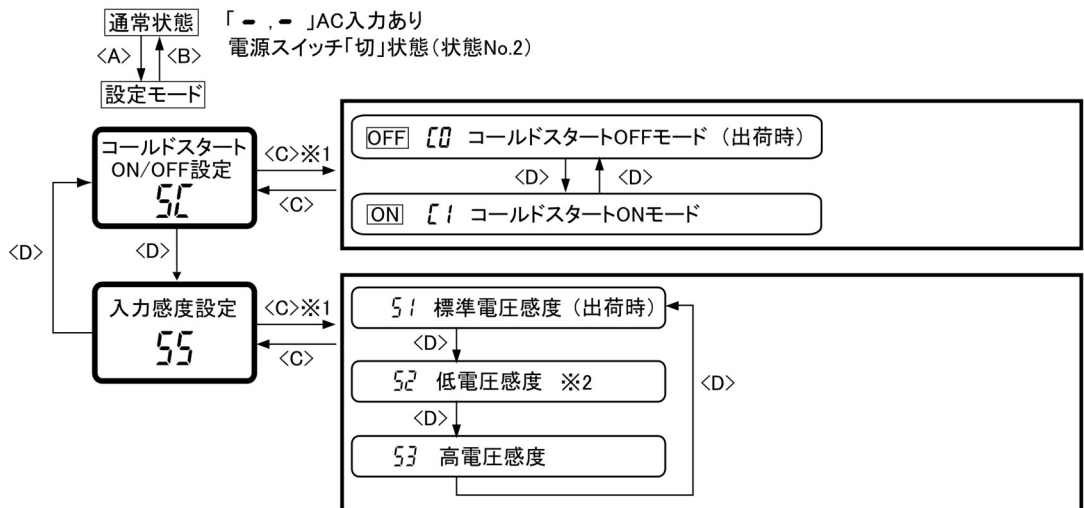 通常状態
「 - , - 」AC入力あり
電源スイッチ「切」状態(状態No.2)
<A>
<B>
設定モード
コールドスタート
ON/OFF設定
SC
<C>※1
<C>
OFF C0 コールドスタートOFFモード (出荷時)
<D>
<D>
ON C1 コールドスタートONモード
<D>
<D>
入力感度設定
SS
<C>※1
<C>
S1 標準電圧感度 (出荷時)
<D>
S2 低電圧感度 ※2
<D>
<D>
S3 高電圧感度